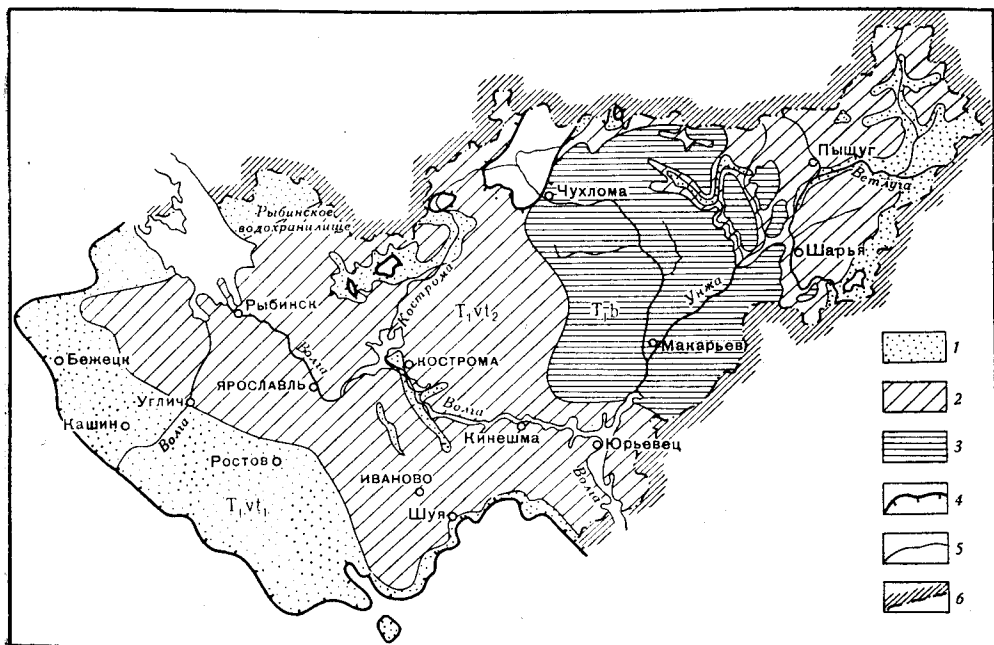 Пыщуг
Ветлуга
Чухлома
Рыбинское
водохранилище
Шарья
Кострома
Унжа
Рыбинск
T₁vt₂
T₁b
Волга
Макарьев
1
Бежецк
КОСТРОМА
ЯРОСЛАВЛЬ
2
Углич
Волга
Кашин
Волга
Кинешма
Юрьевец
3
Ростов
ИВАНОВО
Волга
T₁vt₁
Шуя
4
5
6